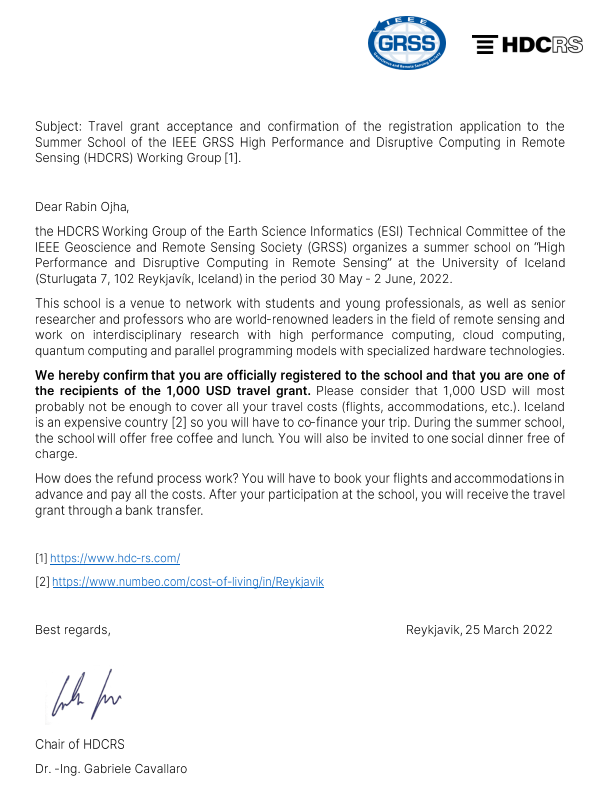 IEEE
GRSS
Geoscience and Remote Sensing Society
HDCRS
Subject: Travel grant acceptance and confirmation of the registration application to the
Summer School of the IEEE GRSS High Performance and Disruptive Computing in Remote
Sensing (HDCRS) Working Group [1].
Dear Rabin Ojha,
the HDCRS Working Group of the Earth Science Informatics (ESI) Technical Committee of the
IEEE Geoscience and Remote Sensing Society (GRSS) organizes a summer school on “High
Performance and Disruptive Computing in Remote Sensing” at the University of Iceland
(Sturlugata 7, 102 Reykjavík, Iceland) in the period 30 May - 2 June, 2022.
This school is a venue to network with students and young professionals, as well as senior
researcher and professors who are world-renowned leaders in the field of remote sensing and
work on interdisciplinary research with high performance computing, cloud computing,
quantum computing and parallel programming models with specialized hardware technologies.
We hereby confirm that you are officially registered to the school and that you are one of
the recipients of the 1,000 USD travel grant. Please consider that 1,000 USD will most
probably not be enough to cover all your travel costs (flights, accommodations, etc.). Iceland
is an expensive country [2] so you will have to co-finance your trip. During the summer school,
the school will offer free coffee and lunch. You will also be invited to one social dinner free of
charge.
How does the refund process work? You will have to book your flights and accommodations in
advance and pay all the costs. After your participation at the school, you will receive the travel
grant through a bank transfer.
[1] https://www.hdc-rs.com/
[2] https://www.numbeo.com/cost-of-living/in/Reykjavik
Best regards, Reykjavik, 25 March 2022
Chair of HDCRS
Dr. -Ing. Gabriele Cavallaro